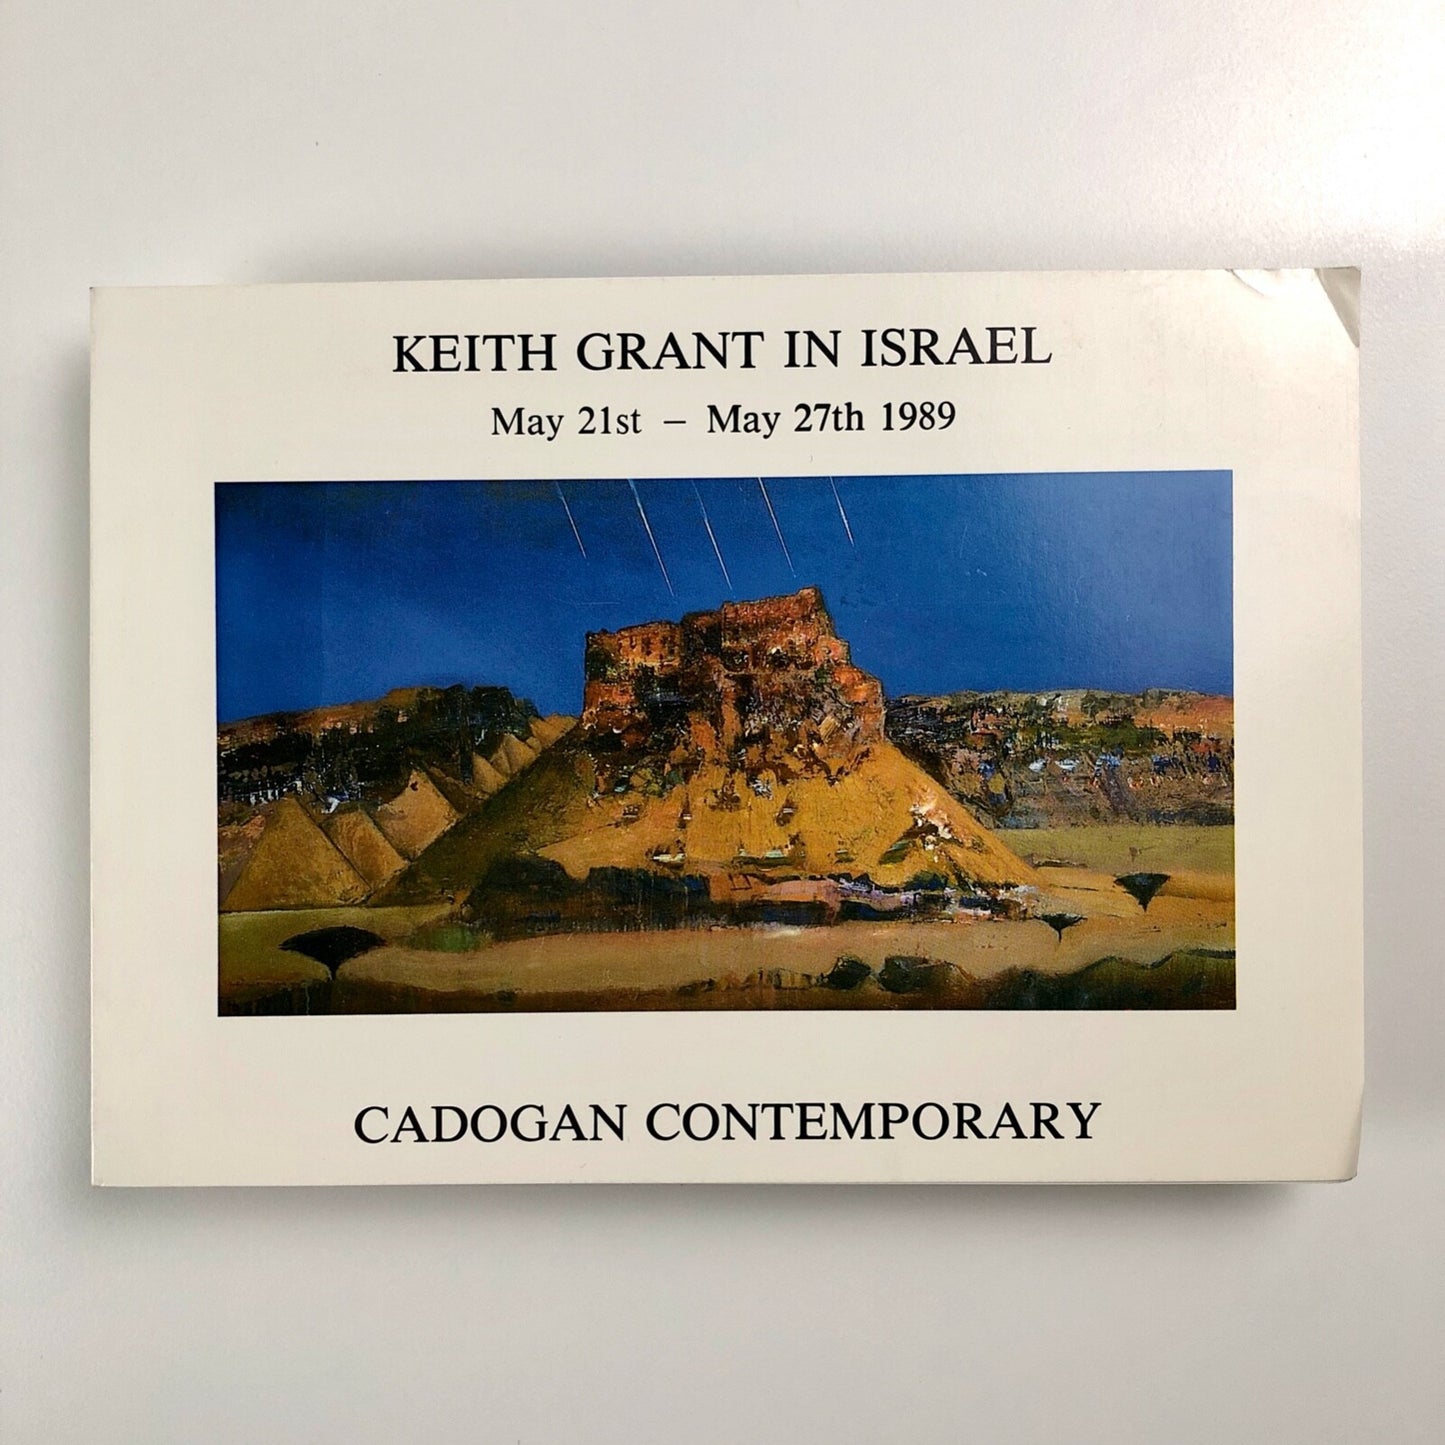 KEITH GRANT IN ISRAEL
May 21st – May 27th 1989
CADOGAN CONTEMPORARY